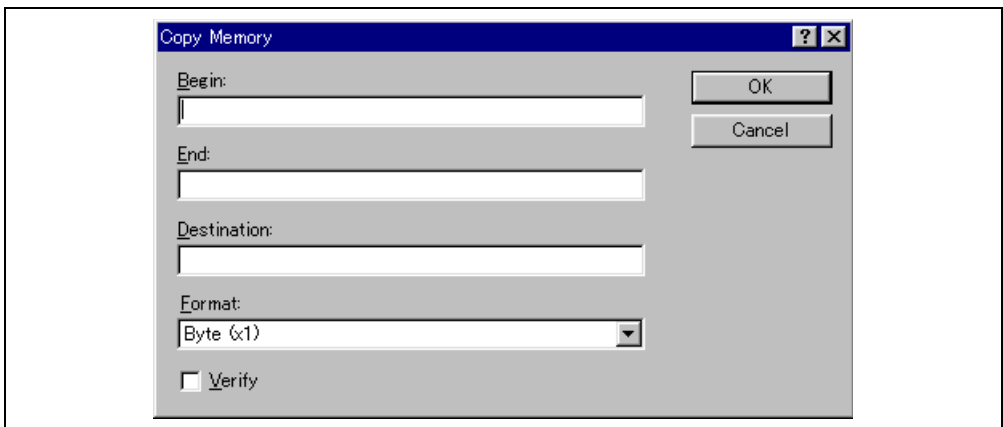 Copy Memory
Begin:
OK
Cancel
End:
Destination:
Format:
Byte (x1)
Verify